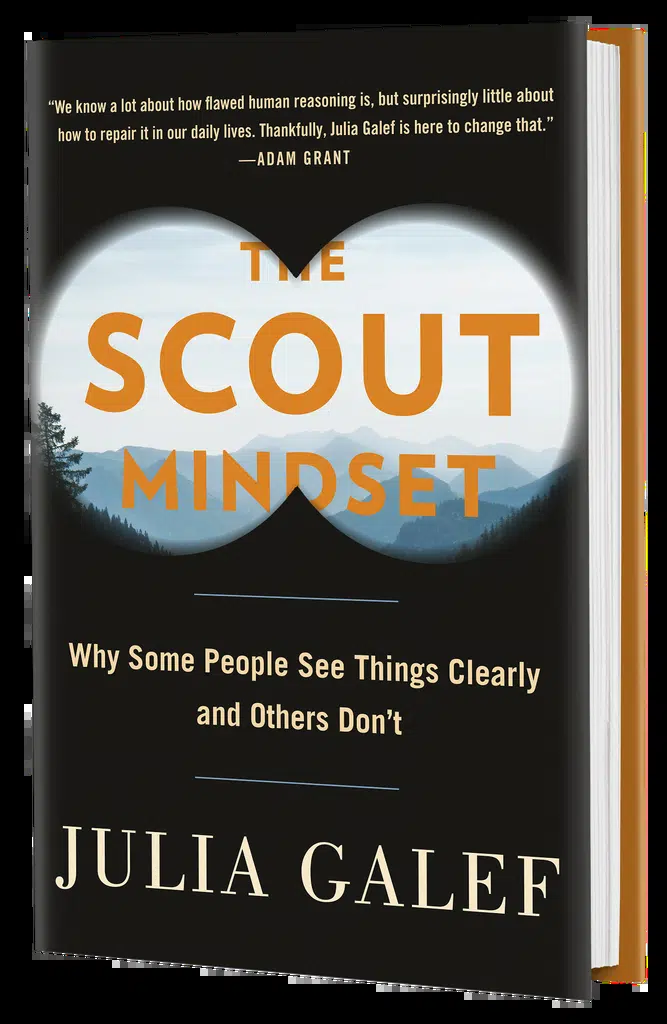 “We know a lot about how flawed human reasoning is, but surprisingly little about
how to repair it in our daily lives. Thankfully, Julia Galef is here to change that.”
—ADAM GRANT
THE
SCOUT
MINDSET
Why Some People See Things Clearly
and Others Don’t
JULIA GALEF